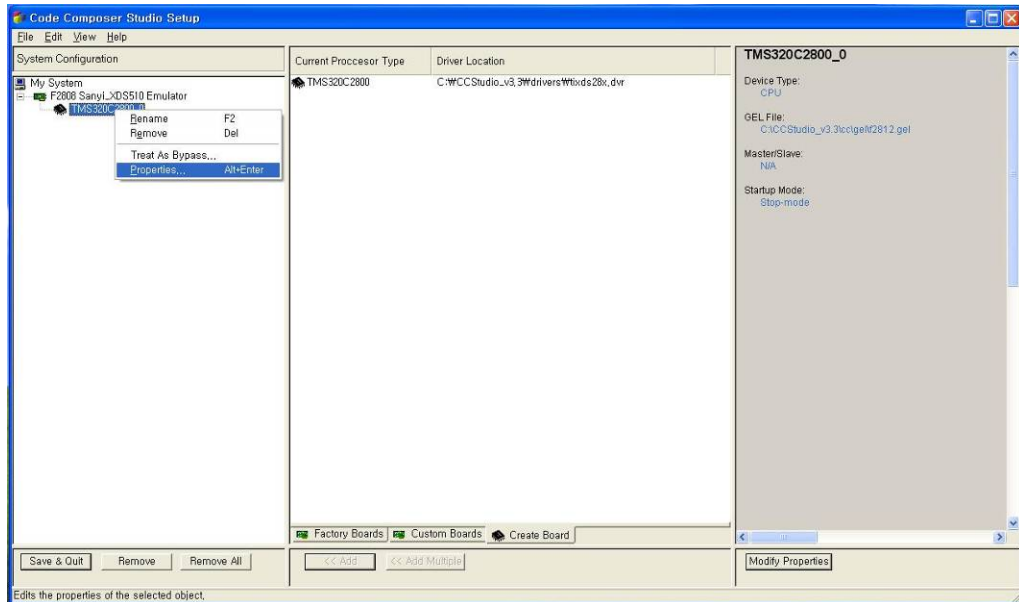 Code Composer Studio Setup
File Edit View Help
System Configuration
My System
F2808 Sanyi_XDS510 Emulator
TMS320C2800_0
Rename F2
Remove Del
Treat As Bypass...
Properties... Alt+Enter
Current Proccesor Type Driver Location
TMS320C2800 C:₩CCStudio_v3.3₩drivers₩tixds28x.dvr
TMS320C2800_0
Device Type:
CPU
GEL File:
C:\CCStudio_v3.3\cc\gel\f2812.gel
Master/Slave:
N/A
Startup Mode:
Stop-mode
Factory Boards Custom Boards Create Board
Save & Quit Remove Remove All << Add << Add Multiple Modify Properties
Edits the properties of the selected object.